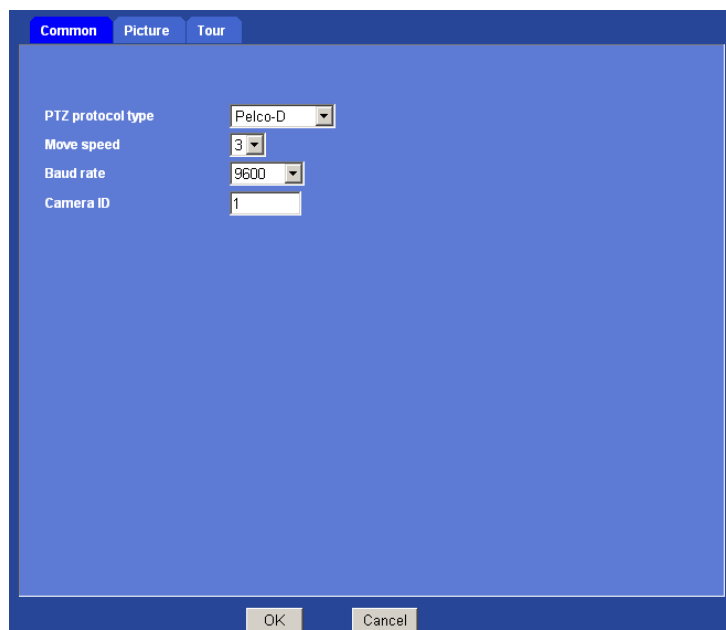 Common Picture Tour
PTZ protocol type Pelco-D
Move speed 3
Baud rate 9600
Camera ID 1
OK Cancel